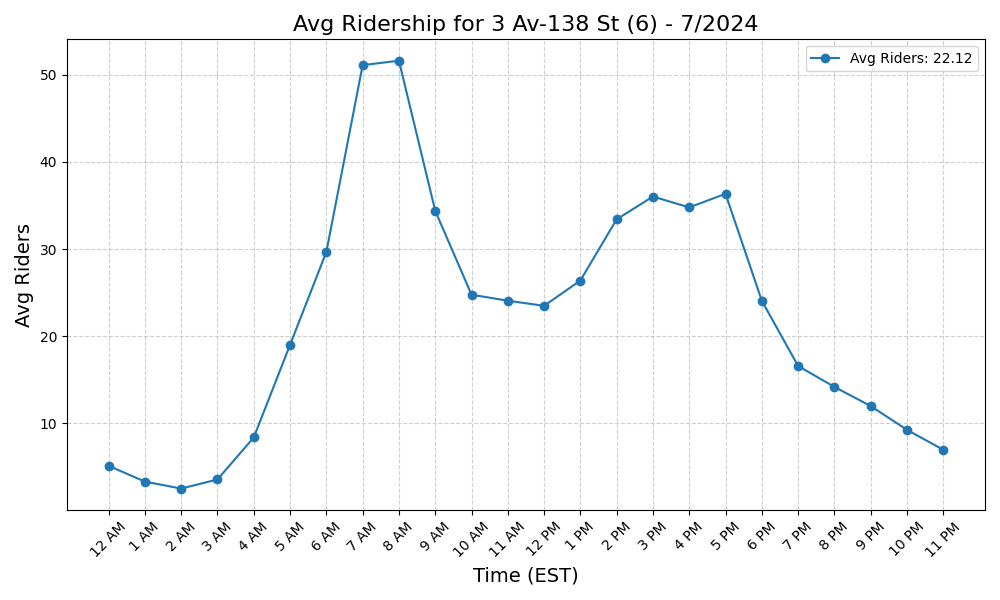 Avg Ridership for 3 Av-138 St (6) - 7/2024
Avg Riders: 22.12
Avg Riders
50
40
30
20
10
12 AM
1 AM
2 AM
3 AM
4 AM
5 AM
6 AM
7 AM
8 AM
9 AM
10 AM
11 AM
12 PM
1 PM
2 PM
3 PM
4 PM
5 PM
6 PM
7 PM
8 PM
9 PM
10 PM
11 PM
Time (EST)